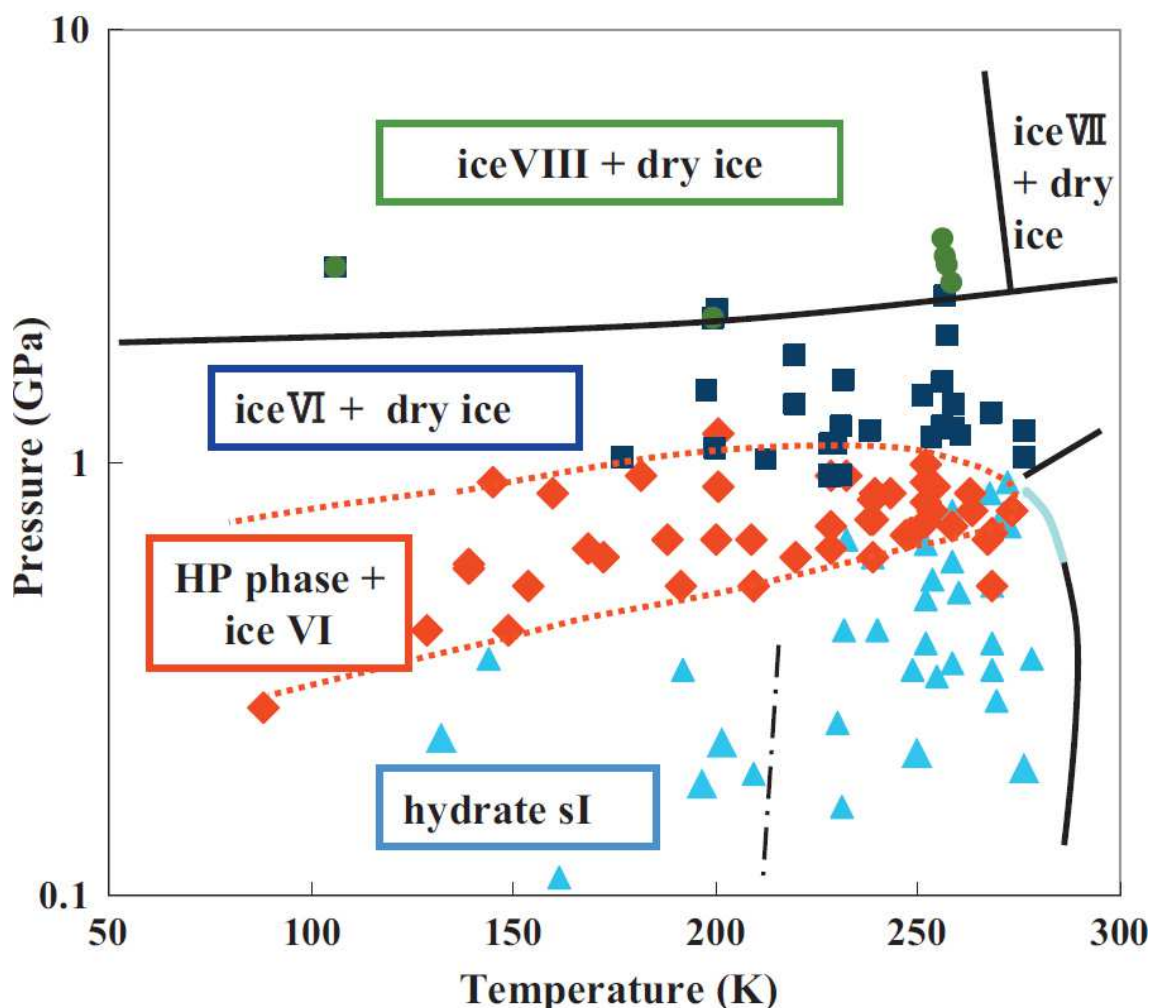 10
iceVIII + dry ice
iceⅦ
+ dry
ice
Pressure (GPa)
iceⅥ + dry ice
1
HP phase +
ice VI
hydrate sI
0.1
50 100 150 200 250 300
Temperature (K)